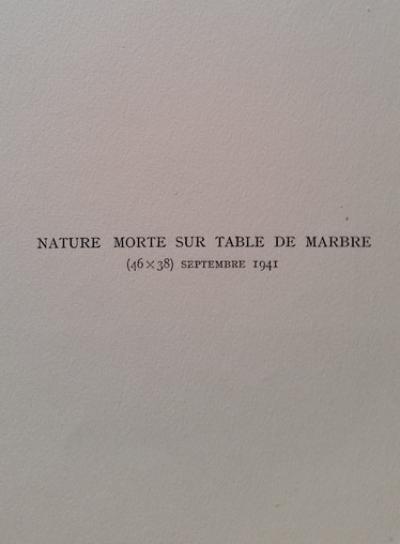 NATURE MORTE SUR TABLE DE MARBRE
(46×38) SEPTEMBRE 1941